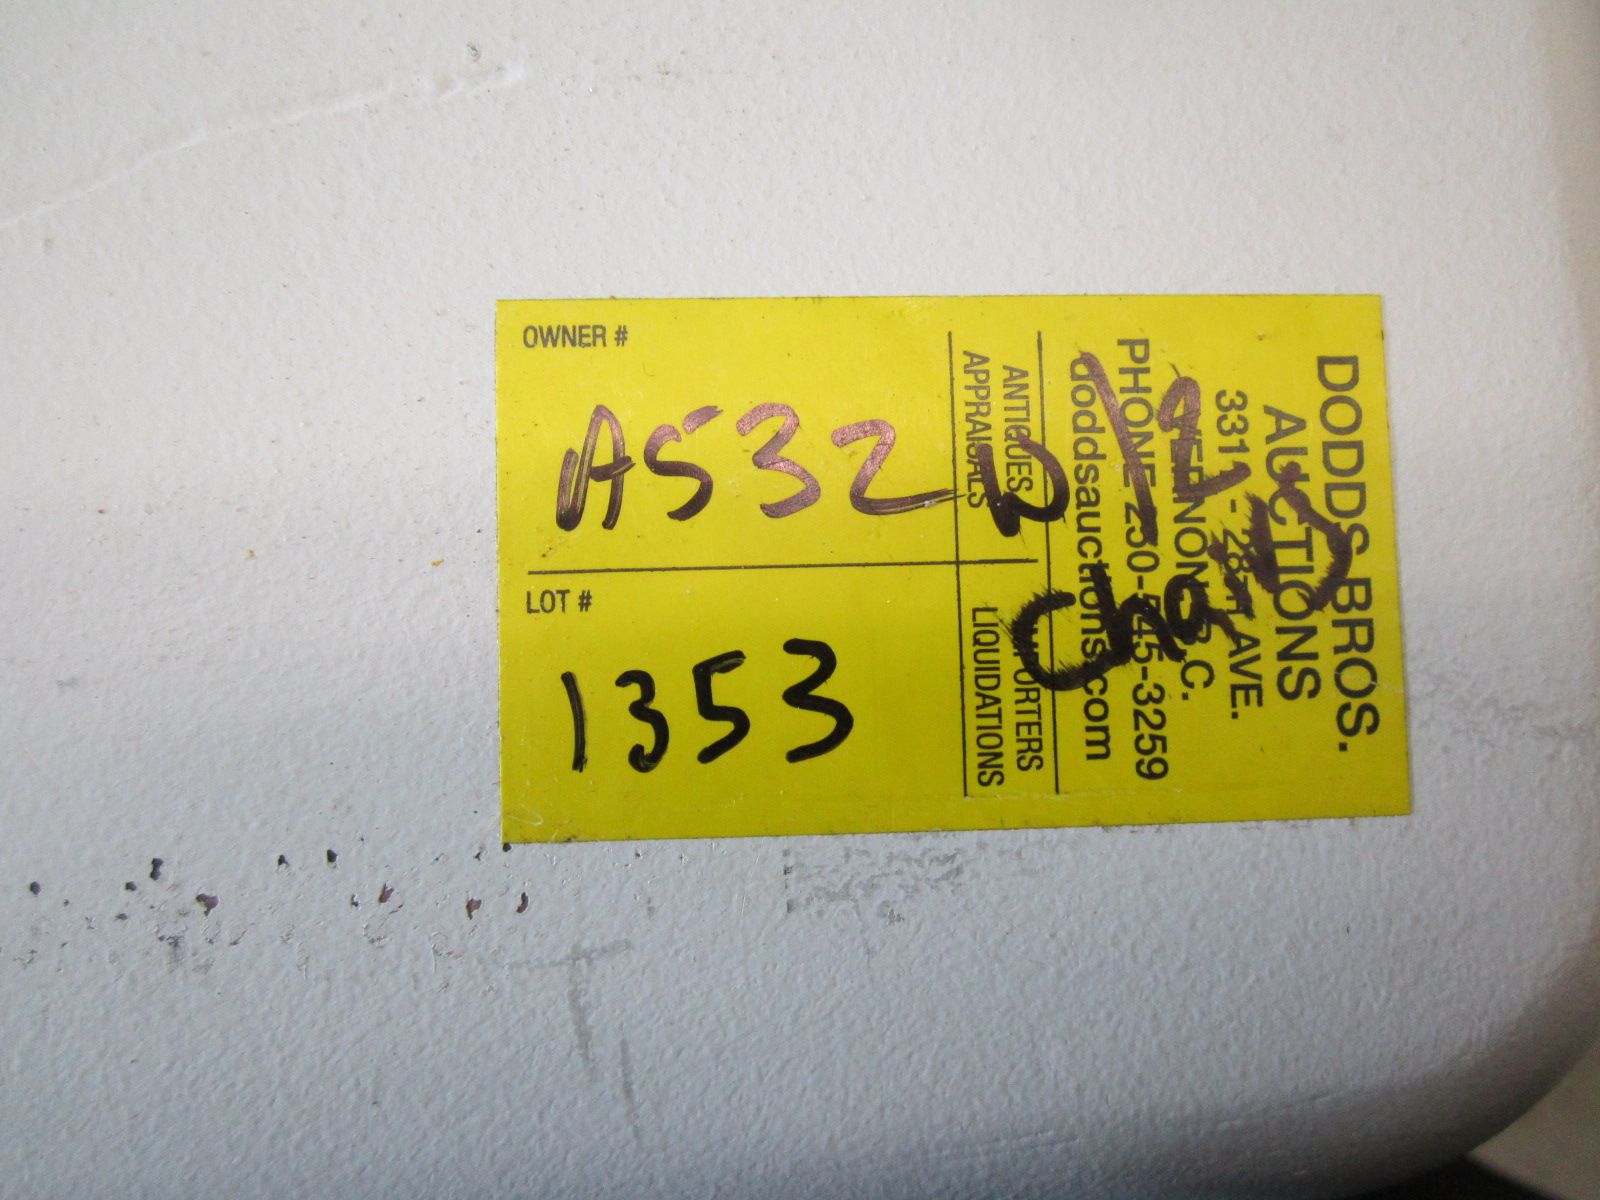 OWNER #
A532
LOT #
1353
DODDS BROS.
AUCTIONS
3311 - 28TH AVE.
VERNON B.C.
PHONE 250-545-3259
doddsauctions.com
ANTIQUES IMPORTERS
APPRAISALS LIQUIDATIONS